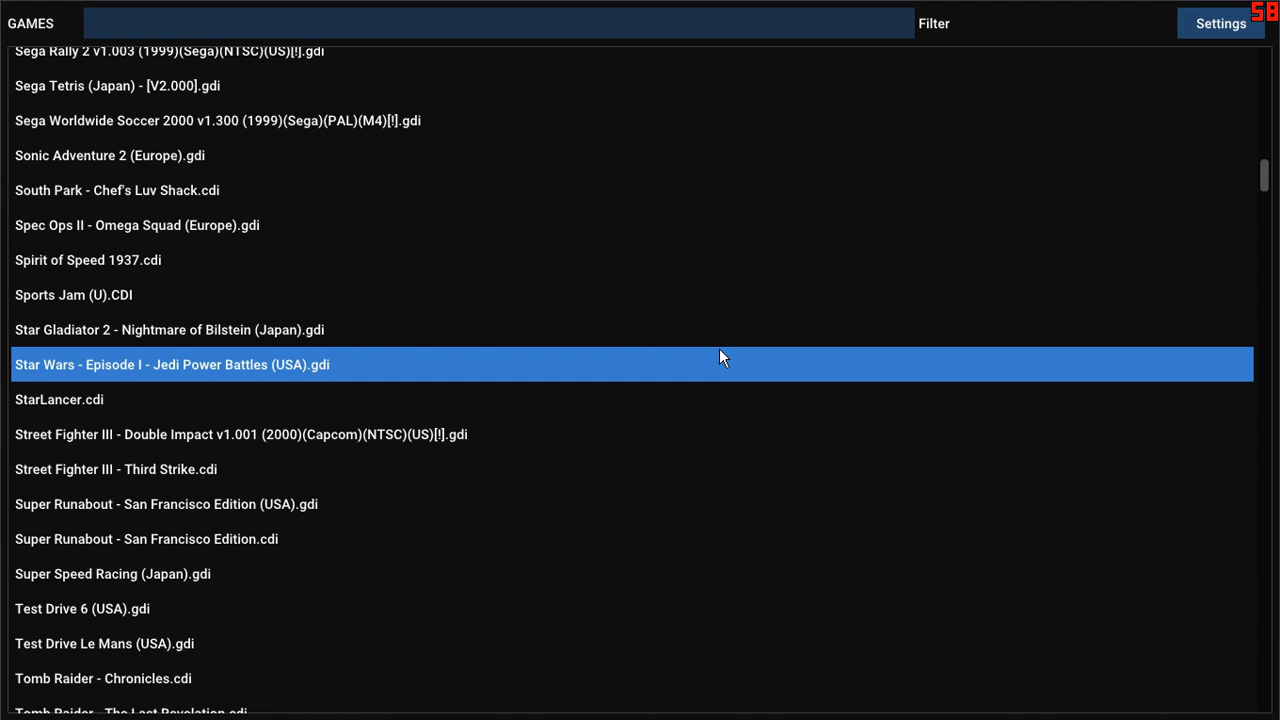 GAMES Filter Settings 58
Sega Rally 2 v1.003 (1999)(Sega)(NTSC)(US)[!].gdi
Sega Tetris (Japan) - [V2.000].gdi
Sega Worldwide Soccer 2000 v1.300 (1999)(Sega)(PAL)(M4)[!].gdi
Sonic Adventure 2 (Europe).gdi
South Park - Chef's Luv Shack.cdi
Spec Ops II - Omega Squad (Europe).gdi
Spirit of Speed 1937.cdi
Sports Jam (U).CDI
Star Gladiator 2 - Nightmare of Bilstein (Japan).gdi
Star Wars - Episode I - Jedi Power Battles (USA).gdi
StarLancer.cdi
Street Fighter III - Double Impact v1.001 (2000)(Capcom)(NTSC)(US)[!].gdi
Street Fighter III - Third Strike.cdi
Super Runabout - San Francisco Edition (USA).gdi
Super Runabout - San Francisco Edition.cdi
Super Speed Racing (Japan).gdi
Test Drive 6 (USA).gdi
Test Drive Le Mans (USA).gdi
Tomb Raider - Chronicles.cdi
Tomb Raider - The Last Revelation.cdi